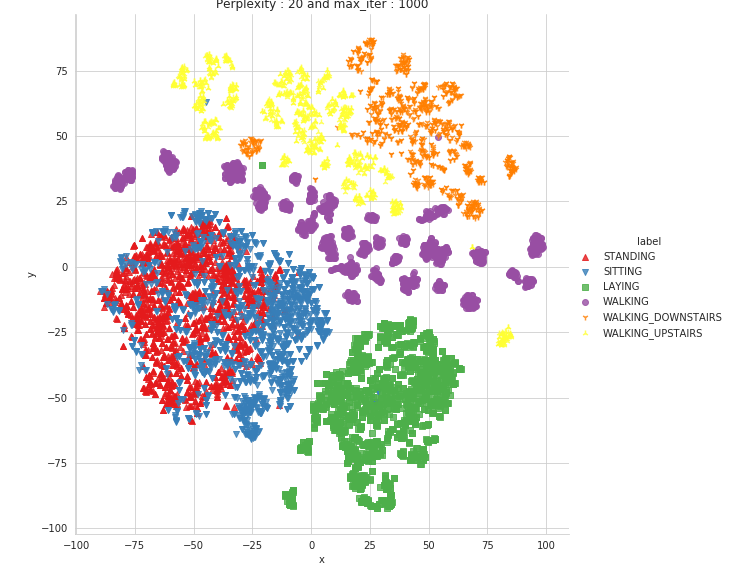 Perplexity : 20 and max_iter : 1000
75
50
25
0
−25
−50
−75
−100
y
−100
−75
−50
−25
0
25
50
75
100
x
label
STANDING
SITTING
LAYING
WALKING
WALKING_DOWNSTAIRS
WALKING_UPSTAIRS